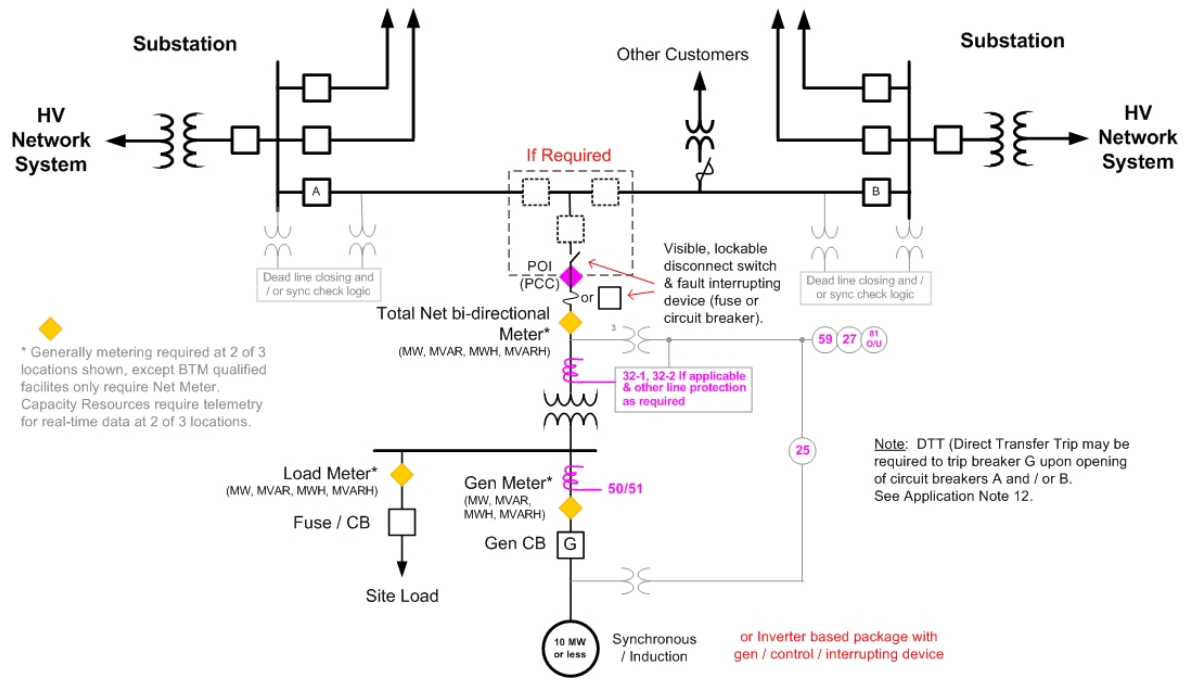 Substation
Substation
Other Customers
HV
Network
System
HV
Network
System
If Required
A
B
Dead line closing and
/ or sync check logic
POI
(PCC)
or
Visible, lockable
disconnect switch
& fault interrupting
device (fuse or
circuit breaker).
Dead line closing and /
or sync check logic
Total Net bi-directional
Meter*
(MW, MVAR, MWH, MVARH)
3
59
27
81
O/U
* Generally metering required at 2 of 3
locations shown, except BTM qualified
facilites only require Net Meter.
Capacity Resources require telemetry
for real-time data at 2 of 3 locations.
32-1, 32-2 If applicable
& other line protection
as required
25
Note: DTT (Direct Transfer Trip may be
required to trip breaker G upon opening
of circuit breakers A and / or B.
See Application Note 12.
Load Meter*
(MW, MVAR, MWH, MVARH)
Gen Meter*
(MW, MVAR,
MWH, MVARH)
50/51
Fuse / CB
Gen CB
G
Site Load
10 MW
or less
Synchronous
/ Induction
or Inverter based package with
gen / control / interrupting device